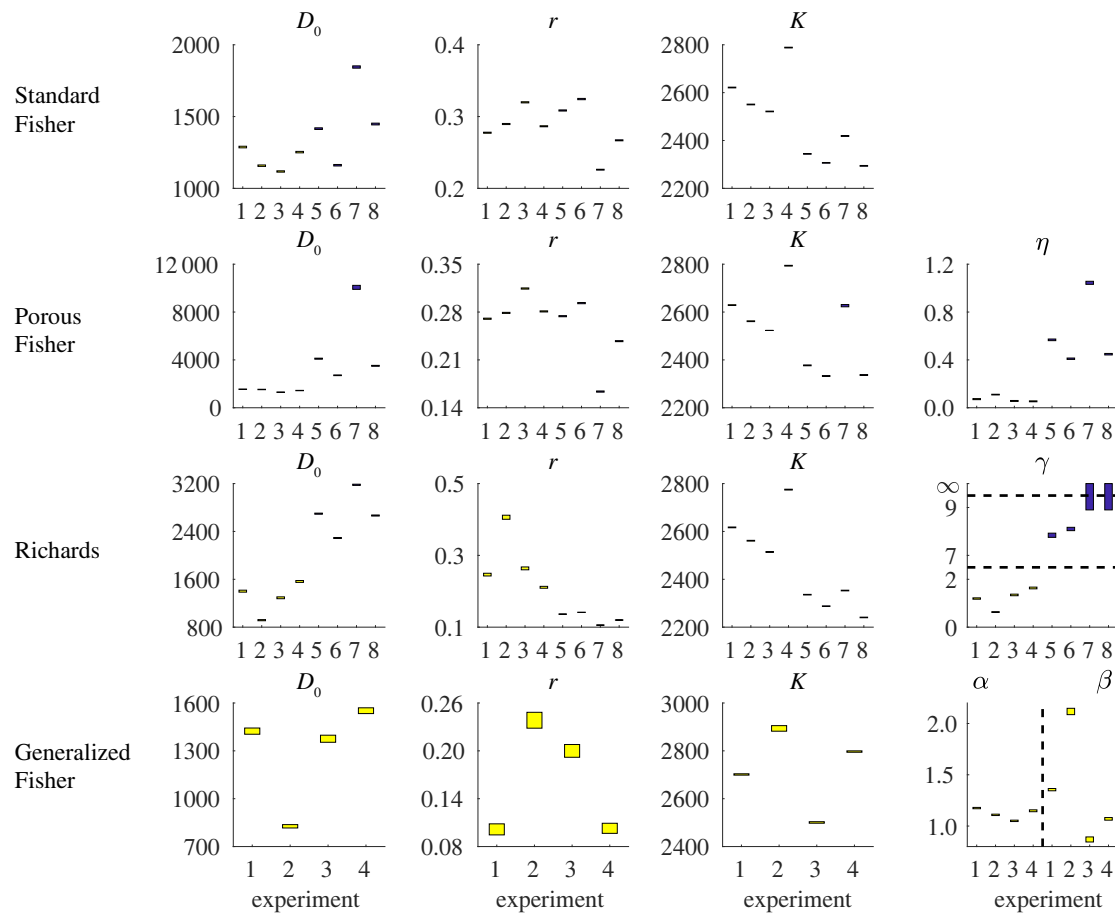 D0 r K
2000 0.4 2800
Standard
Fisher
2600
1500 0.3
2400
1000 0.2 2200
1 2 3 4 5 6 7 8 1 2 3 4 5 6 7 8 1 2 3 4 5 6 7 8
D0 r K η
12 000 0.35 2800 1.2
Porous
Fisher
8000 0.28 2600 0.8
4000 0.21 2400 0.4
0 0.14 2200 0.0
1 2 3 4 5 6 7 8 1 2 3 4 5 6 7 8 1 2 3 4 5 6 7 8 1 2 3 4 5 6 7 8
D0 r K γ
3200 0.5 2800 ∞
9
Richards
2400 0.3 2600 7
1600 2400 2
800 0.1 2200 0
1 2 3 4 5 6 7 8 1 2 3 4 5 6 7 8 1 2 3 4 5 6 7 8 1 2 3 4 5 6 7 8
D0 r K α β
1600 0.26 3000 2.0
Generalized
Fisher
1300 0.20 2800 1.5
1000 0.14 2600 1.0
700 0.08 2400
1 2 3 4 1 2 3 4 1 2 3 4 1 2 3 4 1 2 3 4
experiment experiment experiment experiment